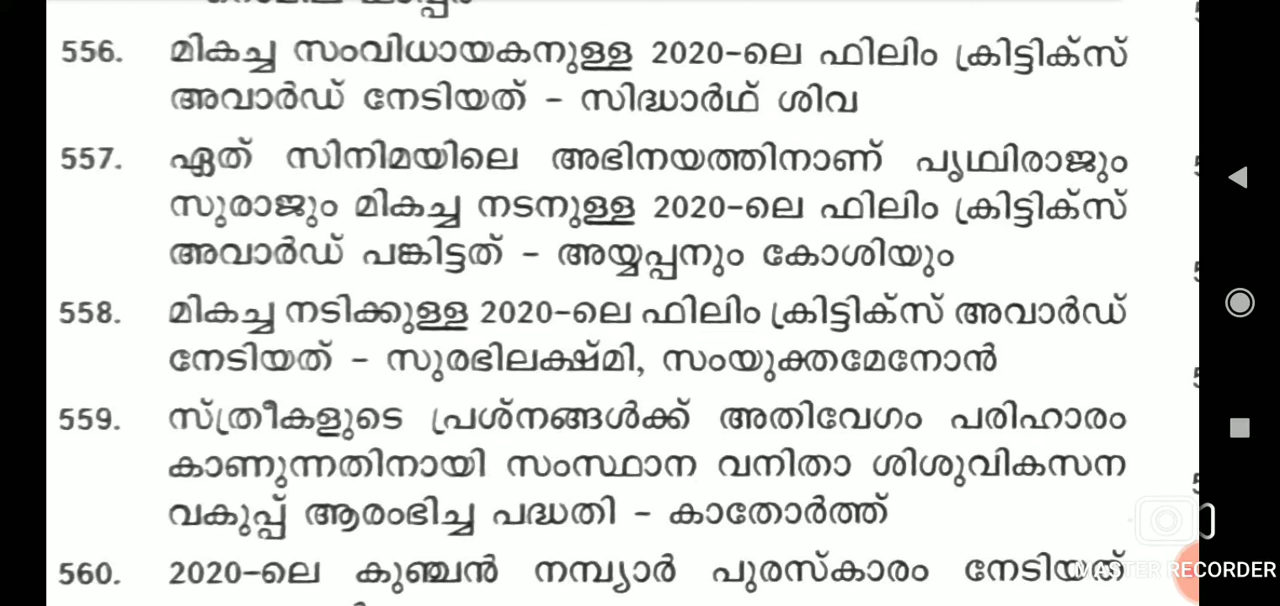 556. മികച്ച സംവിധായകനുള്ള 2020-ലെ ഫിലിം ക്രിട്ടിക്സ്
അവാർഡ് നേടിയത് - സിദ്ധാർഥ് ശിവ
557. ഏത് സിനിമയിലെ അഭിനയത്തിനാണ് പൃഥ്വിരാജും
സുരാജും മികച്ച നടനുള്ള 2020-ലെ ഫിലിം ക്രിട്ടിക്സ്
അവാർഡ് പങ്കിട്ടത് - അയ്യപ്പനും കോശിയും
558. മികച്ച നടിക്കുള്ള 2020-ലെ ഫിലിം ക്രിട്ടിക്സ് അവാർഡ്
നേടിയത് - സുരഭിലക്ഷ്മി, സംയുക്തമേനോൻ
559. സ്ത്രീകളുടെ പ്രശ്നങ്ങൾക്ക് അതിവേഗം പരിഹാരം
കാണുന്നതിനായി സംസ്ഥാന വനിതാ ശിശുവികസന
വകുപ്പ് ആരംഭിച്ച പദ്ധതി - കാതോർത്ത്
560. 2020-ലെ കുഞ്ചൻ നമ്പ്യാർ പുരസ്കാരം നേടിയത്
MASTER RECORDER